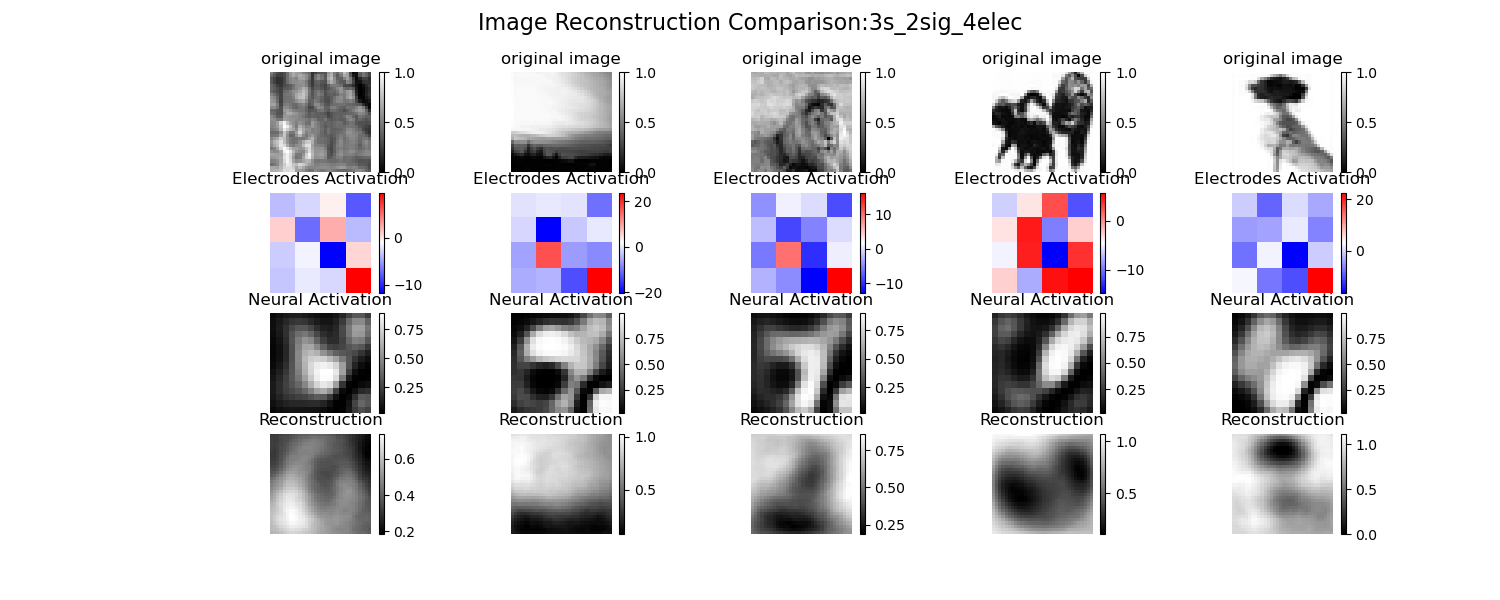 Image Reconstruction Comparison:3s_2sig_4elec
original image original image original image original image original image
1.0 1.0 1.0 1.0 1.0
0.5 0.5 0.5 0.5 0.5
0.0 0.0 0.0 0.0 0.0
Electrodes Activation Electrodes Activation Electrodes Activation Electrodes Activation Electrodes Activation
20 10 0 20
0 0 0 −10 0
−10 −20 −10
Neural Activation Neural Activation Neural Activation Neural Activation Neural Activation
0.75 0.75 0.75 0.75 0.75
0.50 0.50 0.50 0.50 0.50
0.25 0.25 0.25 0.25 0.25
Reconstruction Reconstruction Reconstruction Reconstruction Reconstruction
0.6 1.0 0.75 1.0 1.0
0.4 0.5 0.50 0.5 0.5
0.2 0.25 0.0